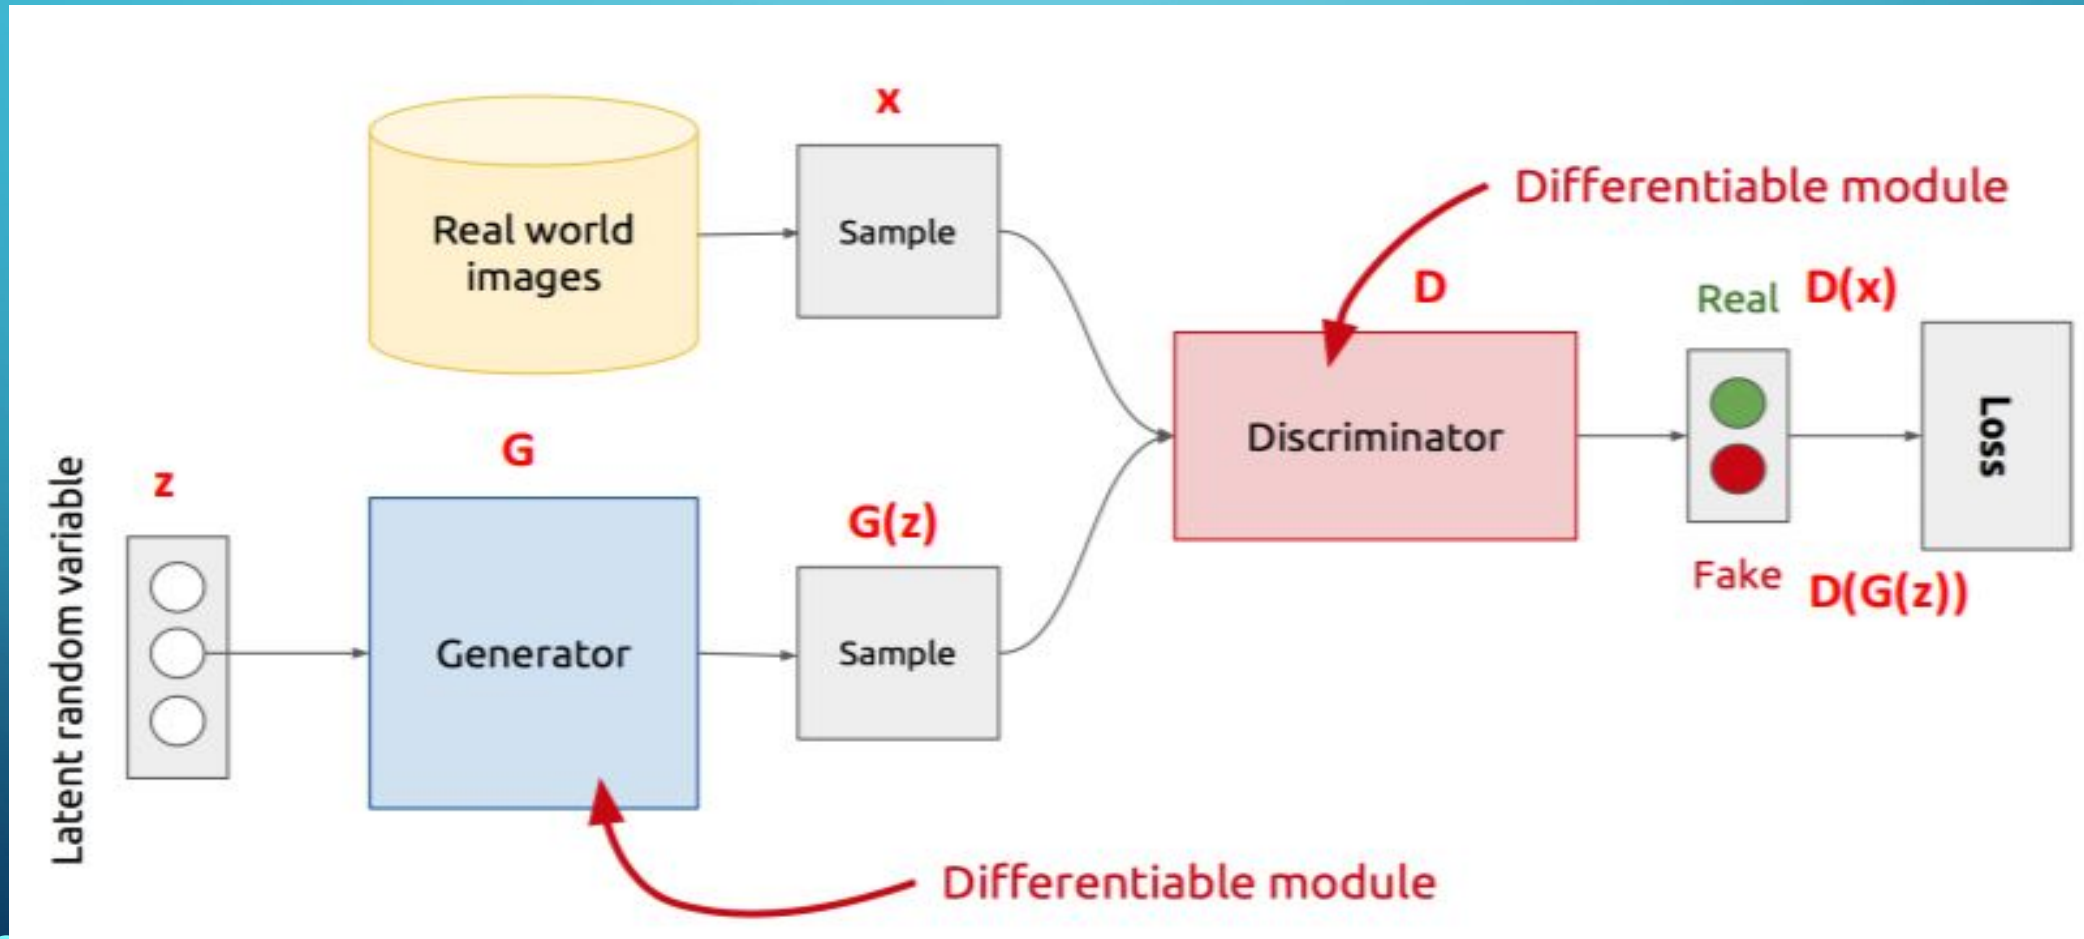 x
Real world
images
Sample
Differentiable module
D
Real
D(x)
Discriminator
Loss
Fake
D(G(z))
Latent random variable
z
G
Generator
G(z)
Sample
Differentiable module